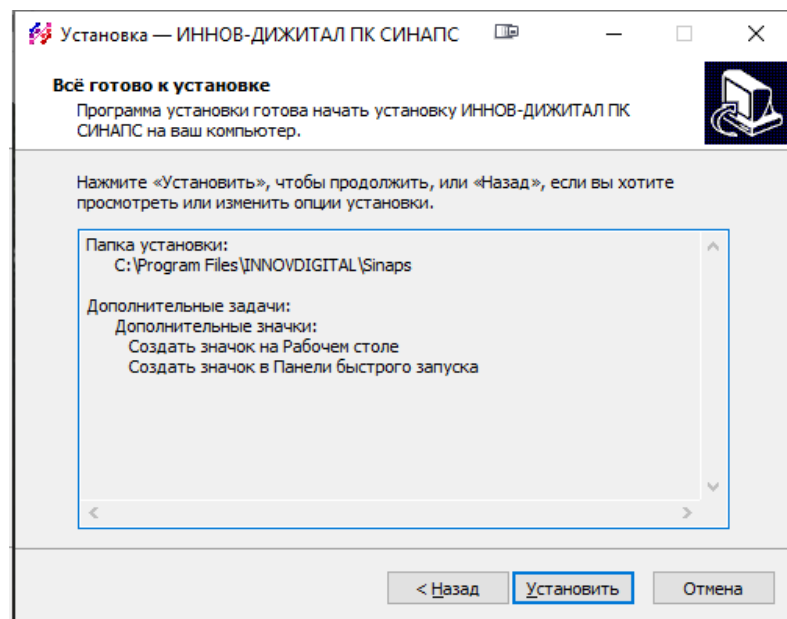 Установка — ИННОВ-ДИЖИТАЛ ПК СИНАПС
Всё готово к установке
Программа установки готова начать установку ИННОВ-ДИЖИТАЛ ПК
СИНАПС на ваш компьютер.
Нажмите «Установить», чтобы продолжить, или «Назад», если вы хотите
просмотреть или изменить опции установки.
Папка установки:
C:\Program Files\INNOVDIGITAL\Sinaps
Дополнительные задачи:
Дополнительные значки:
Создать значок на Рабочем столе
Создать значок в Панели быстрого запуска
< Назад
Установить
Отмена